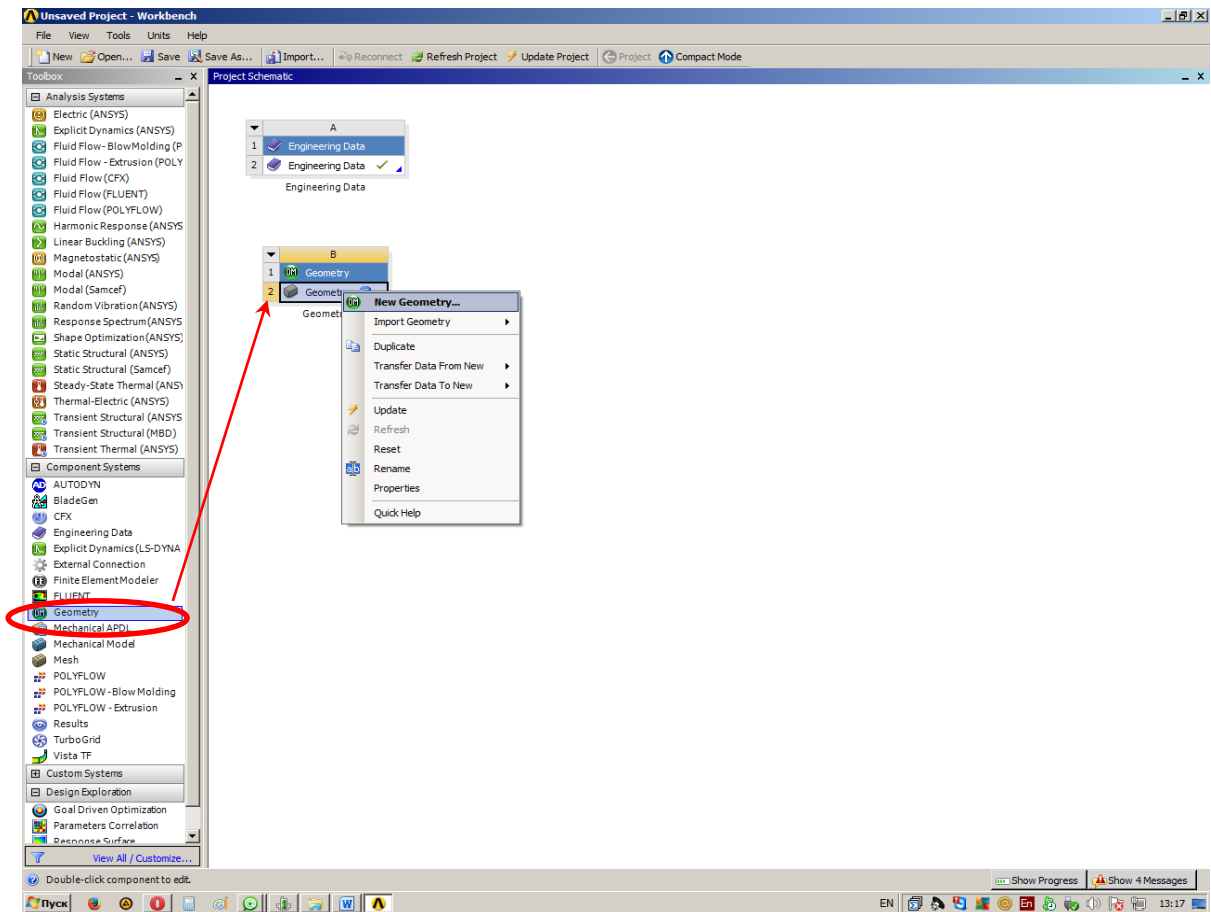 Unsaved Project - Workbench
File View Tools Units Help
New Open... Save Save As... Import... Reconnect Refresh Project Update Project Project Compact Mode
Toolbox
Project Schematic
Analysis Systems
Electric (ANSYS)
Explicit Dynamics (ANSYS)
Fluid Flow- BlowMolding (P
Fluid Flow - Extrusion (POLY
Fluid Flow (CFX)
Fluid Flow (FLUENT)
Fluid Flow (POLYFLOW)
Harmonic Response (ANSYS
Linear Buckling (ANSYS)
Magnetostatic (ANSYS)
Modal (ANSYS)
Modal (Samcef)
Random Vibration (ANSYS)
Response Spectrum (ANSYS
Shape Optimization (ANSYS)
Static Structural (ANSYS)
Static Structural (Samcef)
Steady-State Thermal (ANSY
Thermal-Electric (ANSYS)
Transient Structural (ANSYS
Transient Structural (MBD)
Transient Thermal (ANSYS)
Component Systems
AUTODYN
BladeGen
CFX
Engineering Data
Explicit Dynamics (LS-DYNA
External Connection
Finite Element Modeler
FLUENT
Geometry
Mechanical APDL
Mechanical Model
Mesh
POLYFLOW
POLYFLOW - Blow Molding
POLYFLOW - Extrusion
Results
TurboGrid
Vista TF
Custom Systems
Design Exploration
Goal Driven Optimization
Parameters Correlation
Response Surface
View All / Customize...
A
1 Engineering Data
2 Engineering Data
Engineering Data
B
1 Geometry
2 Geomet
Geomet
New Geometry...
Import Geometry
Duplicate
Transfer Data From New
Transfer Data To New
Update
Refresh
Reset
Rename
Properties
Quick Help
Double-click component to edit.
Show Progress
Show 4 Messages
Пуск
EN
13:17